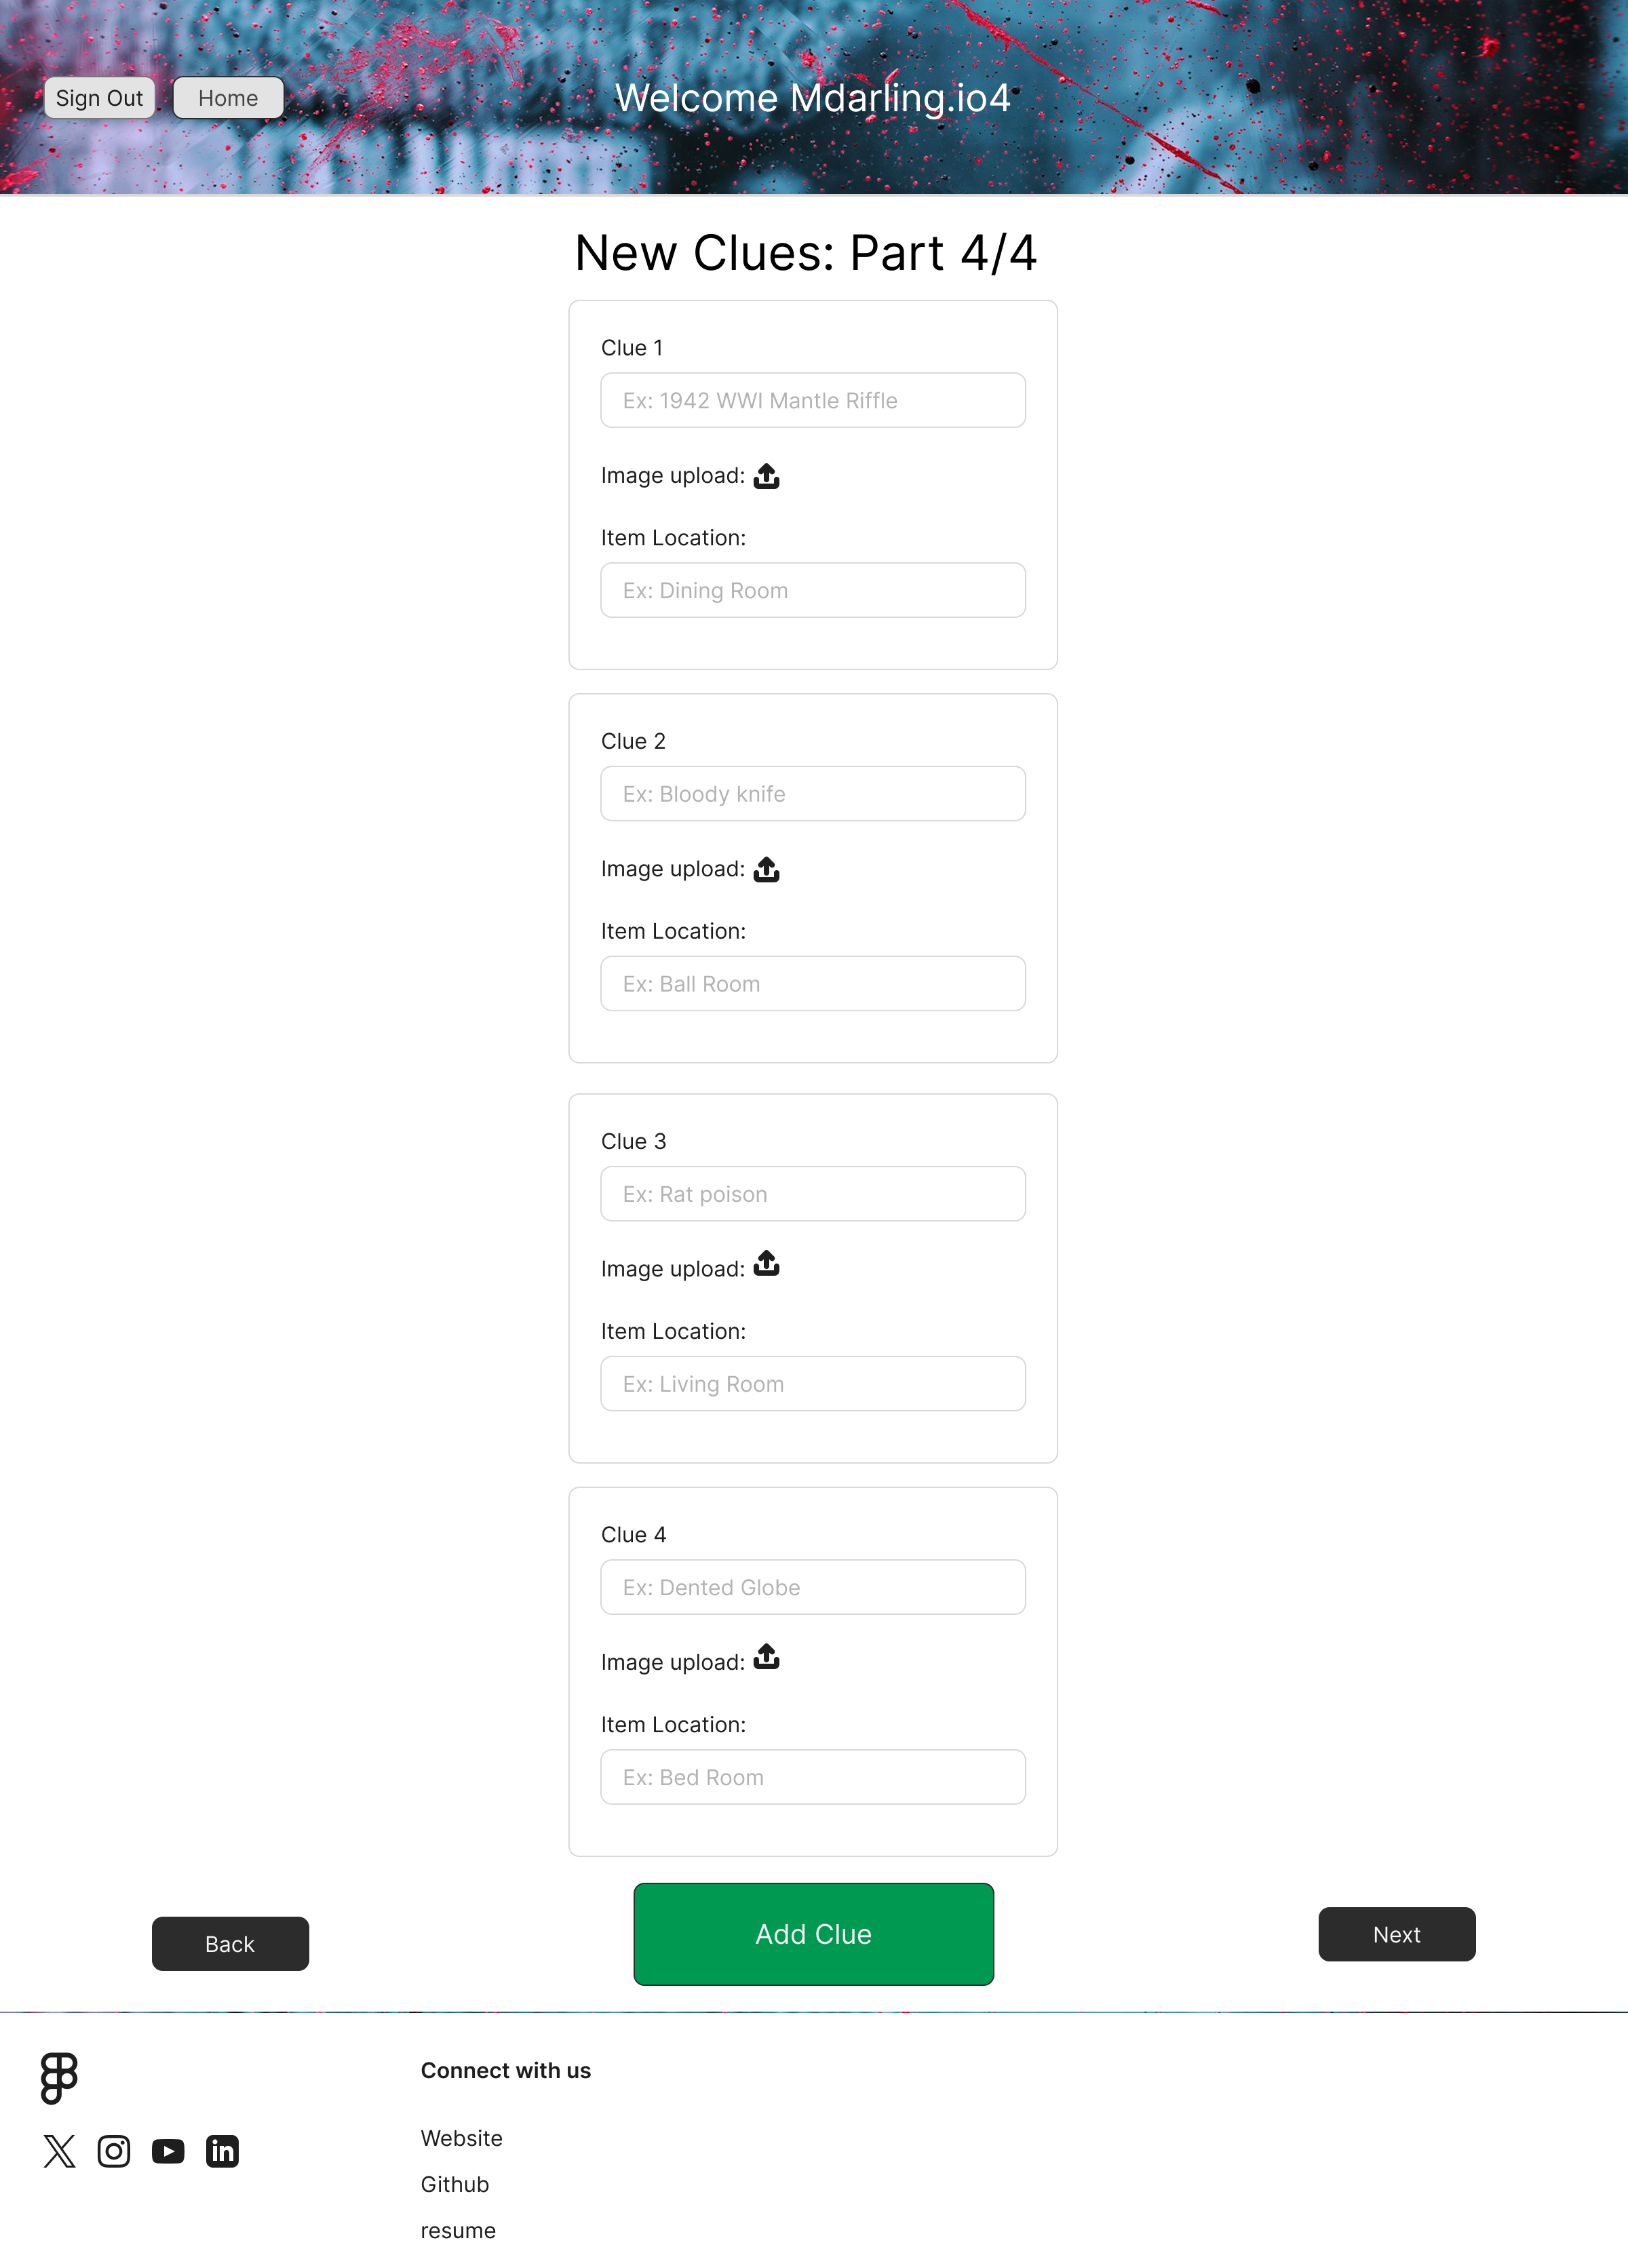 Sign Out
Home
Welcome Mdarling.io4
New Clues: Part 4/4
Clue 1
Ex: 1942 WWI Mantle Riffle
Image upload:
Item Location:
Ex: Dining Room
Clue 2
Ex: Bloody knife
Image upload:
Item Location:
Ex: Ball Room
Clue 3
Ex: Rat poison
Image upload:
Item Location:
Ex: Living Room
Clue 4
Ex: Dented Globe
Image upload:
Item Location:
Ex: Bed Room
Back
Add Clue
Next
Connect with us
Website
Github
resume